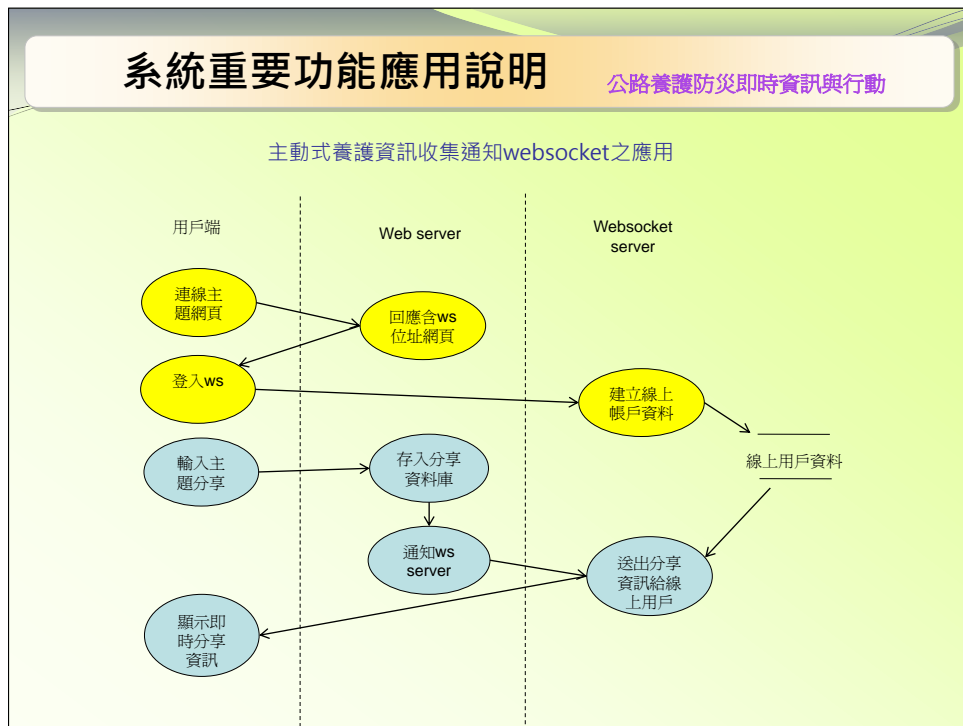 系統重要功能應用說明
公路養護防災即時資訊與行動
主動式養護資訊收集通知websocket之應用
用戶端
Web server
Websocket
server
連線主
題網頁
回應含ws
位址網頁
登入ws
建立線上
帳戶資料
線上用戶資料
輸入主
題分享
存入分享
資料庫
通知ws
server
送出分享
資訊給線
上用戶
顯示即
時分享
資訊